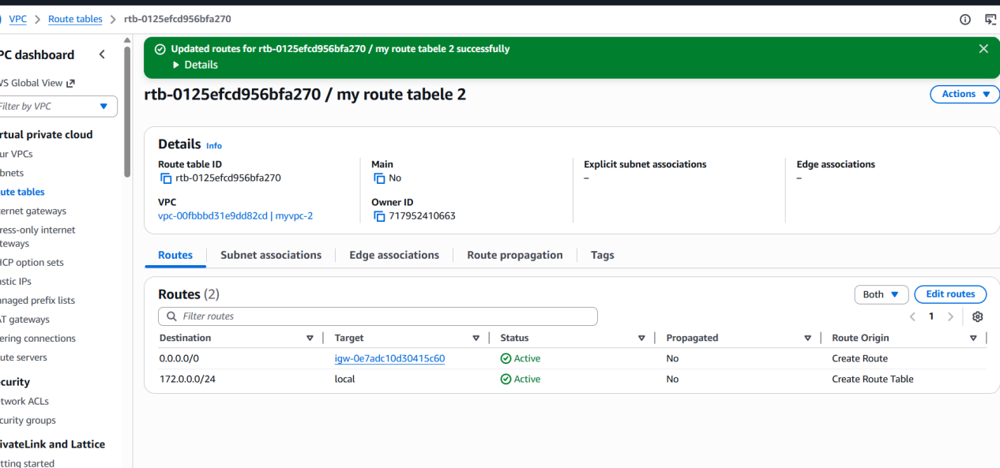 VPC > Route tables > rtb-0125efcd956bfa270
PC dashboard
VS Global View
Filter by VPC
rtual private cloud
ur VPCs
bnets
ute tables
ternet gateways
ress-only internet
teways
HCP option sets
astic IPs
anaged prefix lists
AT gateways
ering connections
ute servers
curity
twork ACLs
curity groups
ivateLink and Lattice
tting started
Updated routes for rtb-0125efcd956bfa270 / my route tabele 2 successfully
Details
rtb-0125efcd956bfa270 / my route tabele 2
Actions
Details Info
Route table ID
rtb-0125efcd956bfa270
Main
No
Explicit subnet associations
–
Edge associations
–
VPC
vpc-00fbbbd31e9dd82cd | myvpc-2
Owner ID
717952410663
Routes Subnet associations Edge associations Route propagation Tags
Routes (2)
Both Edit routes
Filter routes
1
Destination Target Status Propagated Route Origin
0.0.0.0/0 igw-0e7adc10d30415c60 Active No Create Route
172.0.0.0/24 local Active No Create Route Table